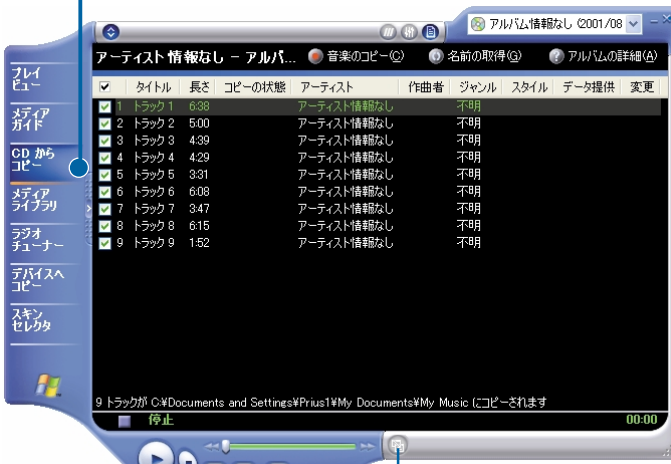 アルバム情報なし (2001/08
アーティスト情報なし - アルバ... 音楽のコピー(C) 名前の取得(G) アルバムの詳細(A)
プレイ
ビュー
メディア
ガイド
CD から
コピー
メディア
ライブラリ
ラジオ
チューナー
デバイスへ
コピー
スキン
セレクタ
タイトル 長さ コピーの状態 アーティスト 作曲者 ジャンル スタイル データ提供 変更
1 トラック 1 6:38 アーティスト情報なし 不明
2 トラック 2 5:00 アーティスト情報なし 不明
3 トラック 3 4:39 アーティスト情報なし 不明
4 トラック 4 4:29 アーティスト情報なし 不明
5 トラック 5 3:31 アーティスト情報なし 不明
6 トラック 6 6:08 アーティスト情報なし 不明
7 トラック 7 3:47 アーティスト情報なし 不明
8 トラック 8 6:15 アーティスト情報なし 不明
9 トラック 9 1:52 アーティスト情報なし 不明
9 トラックが C:¥Documents and Settings¥Prius1¥My Documents¥My Music にコピーされます
停止 00:00